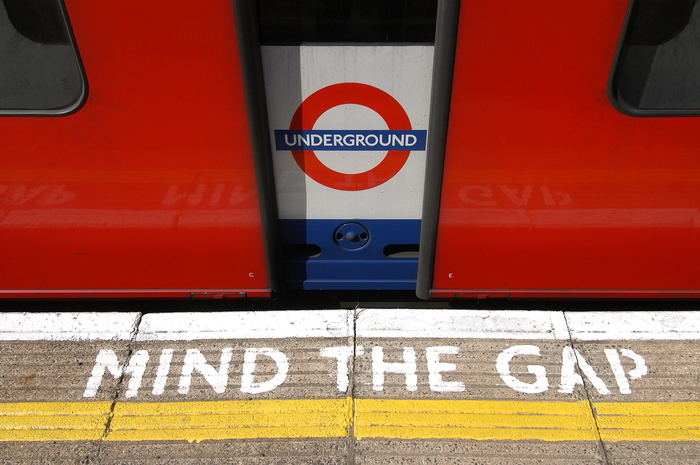 UNDERGROUND
C
E
MIND THE GAP